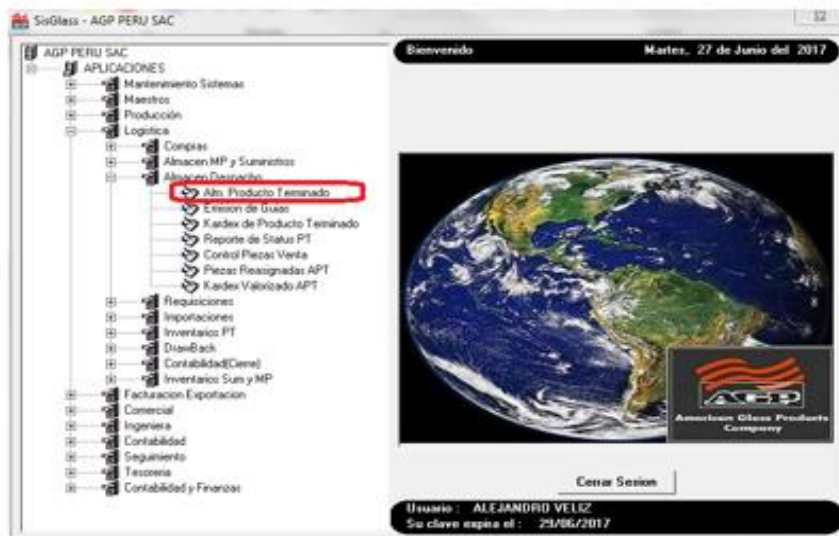 SisGlass - AGP PERU SAC
AGP PERU SAC
APLICACIONES
Mantenimiento Sistemas
Maestros
Producción
Logistica
Compras
Almacen MP y Suministros
Almacen Despacho
Alm. Producto Terminado
Emision de Guias
Kardex de Producto Terminado
Reporte de Status PT
Control Piezas Venta
Piezas Reasignadas APT
Kardex Valorizado APT
Requisiciones
Importaciones
Inventarios PT
DrawBack
Contabilidad(Cierre)
Inventarios Sum y MP
Facturacion Exportacion
Comercial
Ingeniera
Contabilidad
Seguimiento
Tesoreria
Contabilidad y Finanzas
Bienvenido
Martes, 27 de Junio del 2017
AGP
American Glass Products
Company
Cerrar Sesion
Usuario : ALEJANDRO VELIZ
Su clave expira el : 29/06/2017